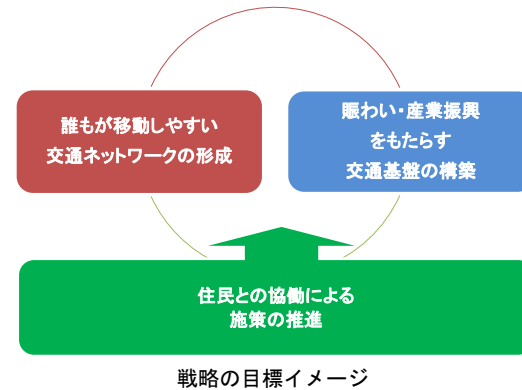 誰もが移動しやすい
交通ネットワークの形成
賑わい・産業振興
をもたらす
交通基盤の構築
住民との協働による
施策の推進
戦略の目標イメージ